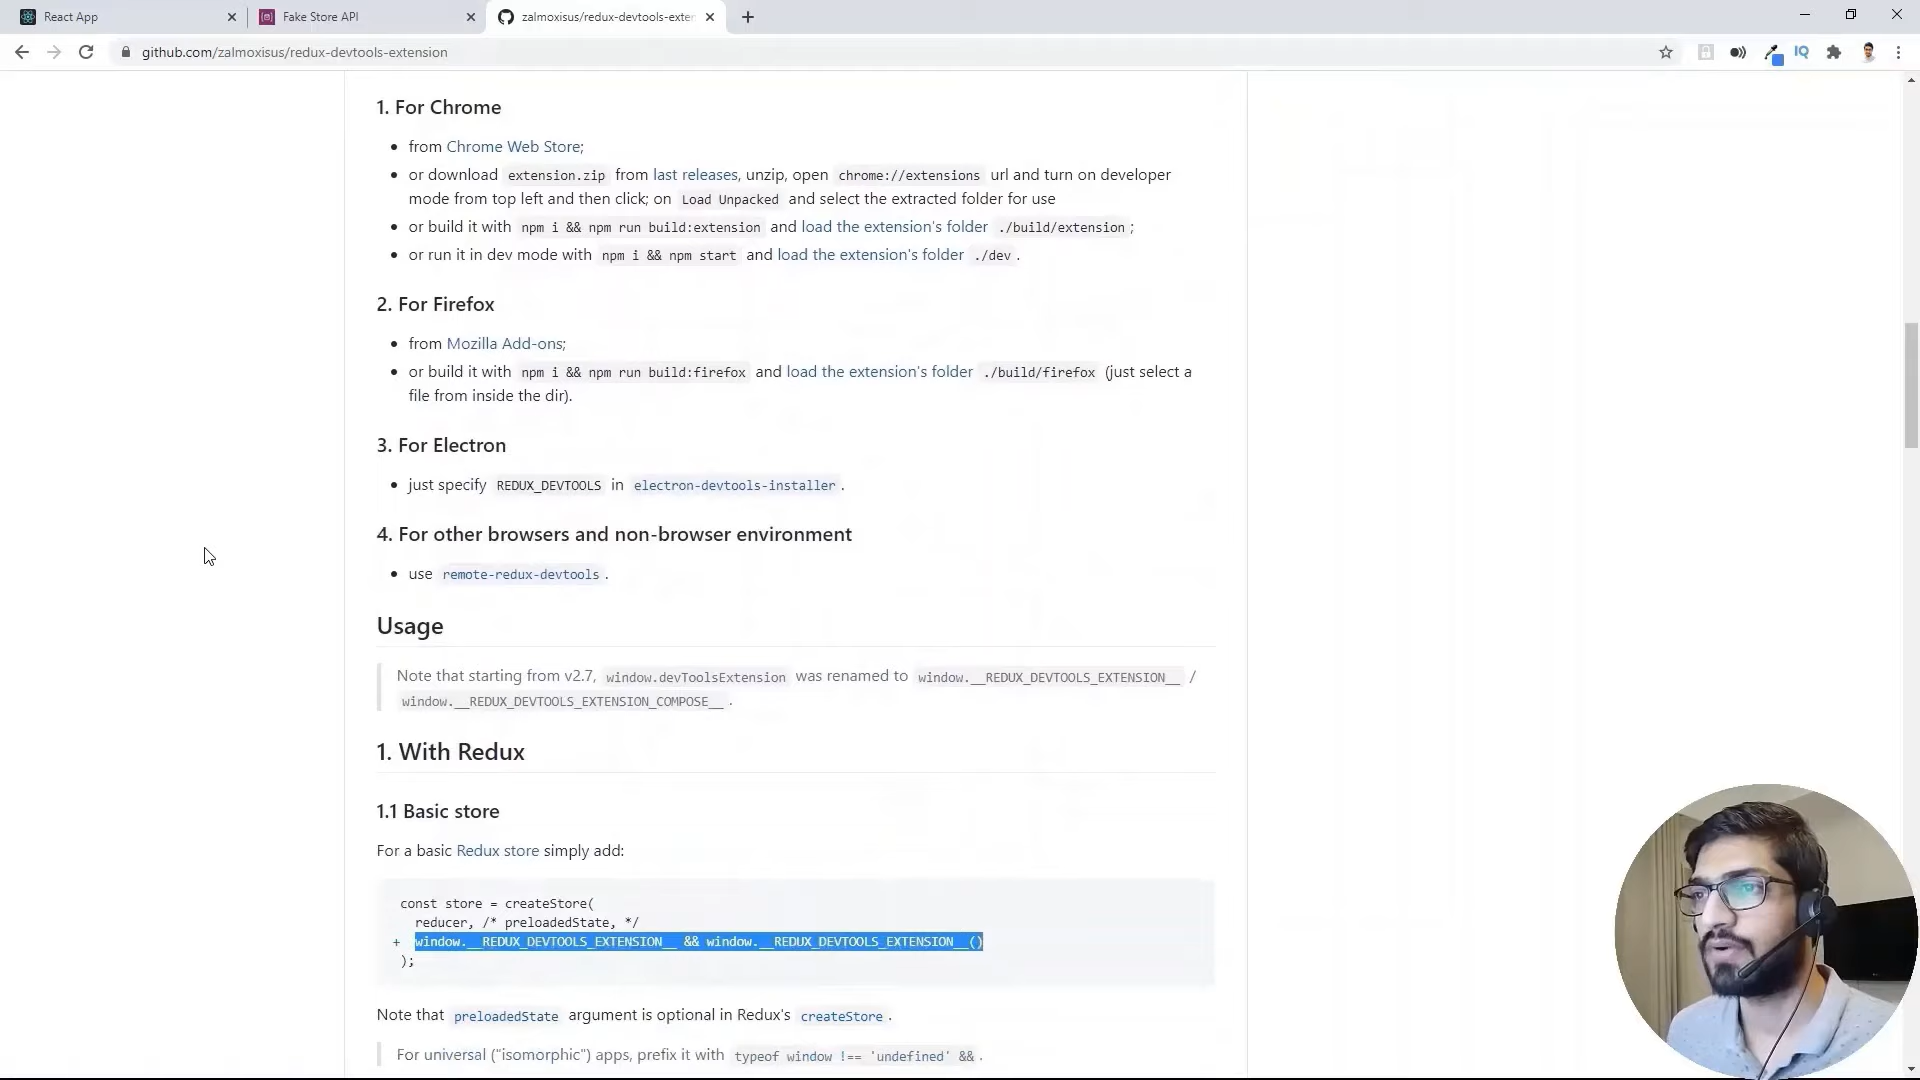 React App
Fake Store API
zalmoxisus/redux-devtools-exten
github.com/zalmoxisus/redux-devtools-extension
IQ
1. For Chrome
from Chrome Web Store;
or download extension.zip from last releases, unzip, open chrome://extensions url and turn on developer
mode from top left and then click; on Load Unpacked and select the extracted folder for use
or build it with npm i && npm run build:extension and load the extension's folder ./build/extension ;
or run it in dev mode with npm i && npm start and load the extension's folder ./dev .
2. For Firefox
from Mozilla Add-ons;
or build it with npm i && npm run build:firefox and load the extension's folder ./build/firefox (just select a
file from inside the dir).
3. For Electron
just specify REDUX_DEVTOOLS in electron-devtools-installer .
4. For other browsers and non-browser environment
use remote-redux-devtools .
Usage
Note that starting from v2.7, window.devToolsExtension was renamed to window.__REDUX_DEVTOOLS_EXTENSION__ /
window.__REDUX_DEVTOOLS_EXTENSION_COMPOSE__ .
1. With Redux
1.1 Basic store
For a basic Redux store simply add:
const store = createStore(
reducer, /* preloadedState, */
+ window.__REDUX_DEVTOOLS_EXTENSION__ && window.__REDUX_DEVTOOLS_EXTENSION__()
);
Note that preloadedState argument is optional in Redux's createStore .
For universal ("isomorphic") apps, prefix it with typeof window !== 'undefined' && .